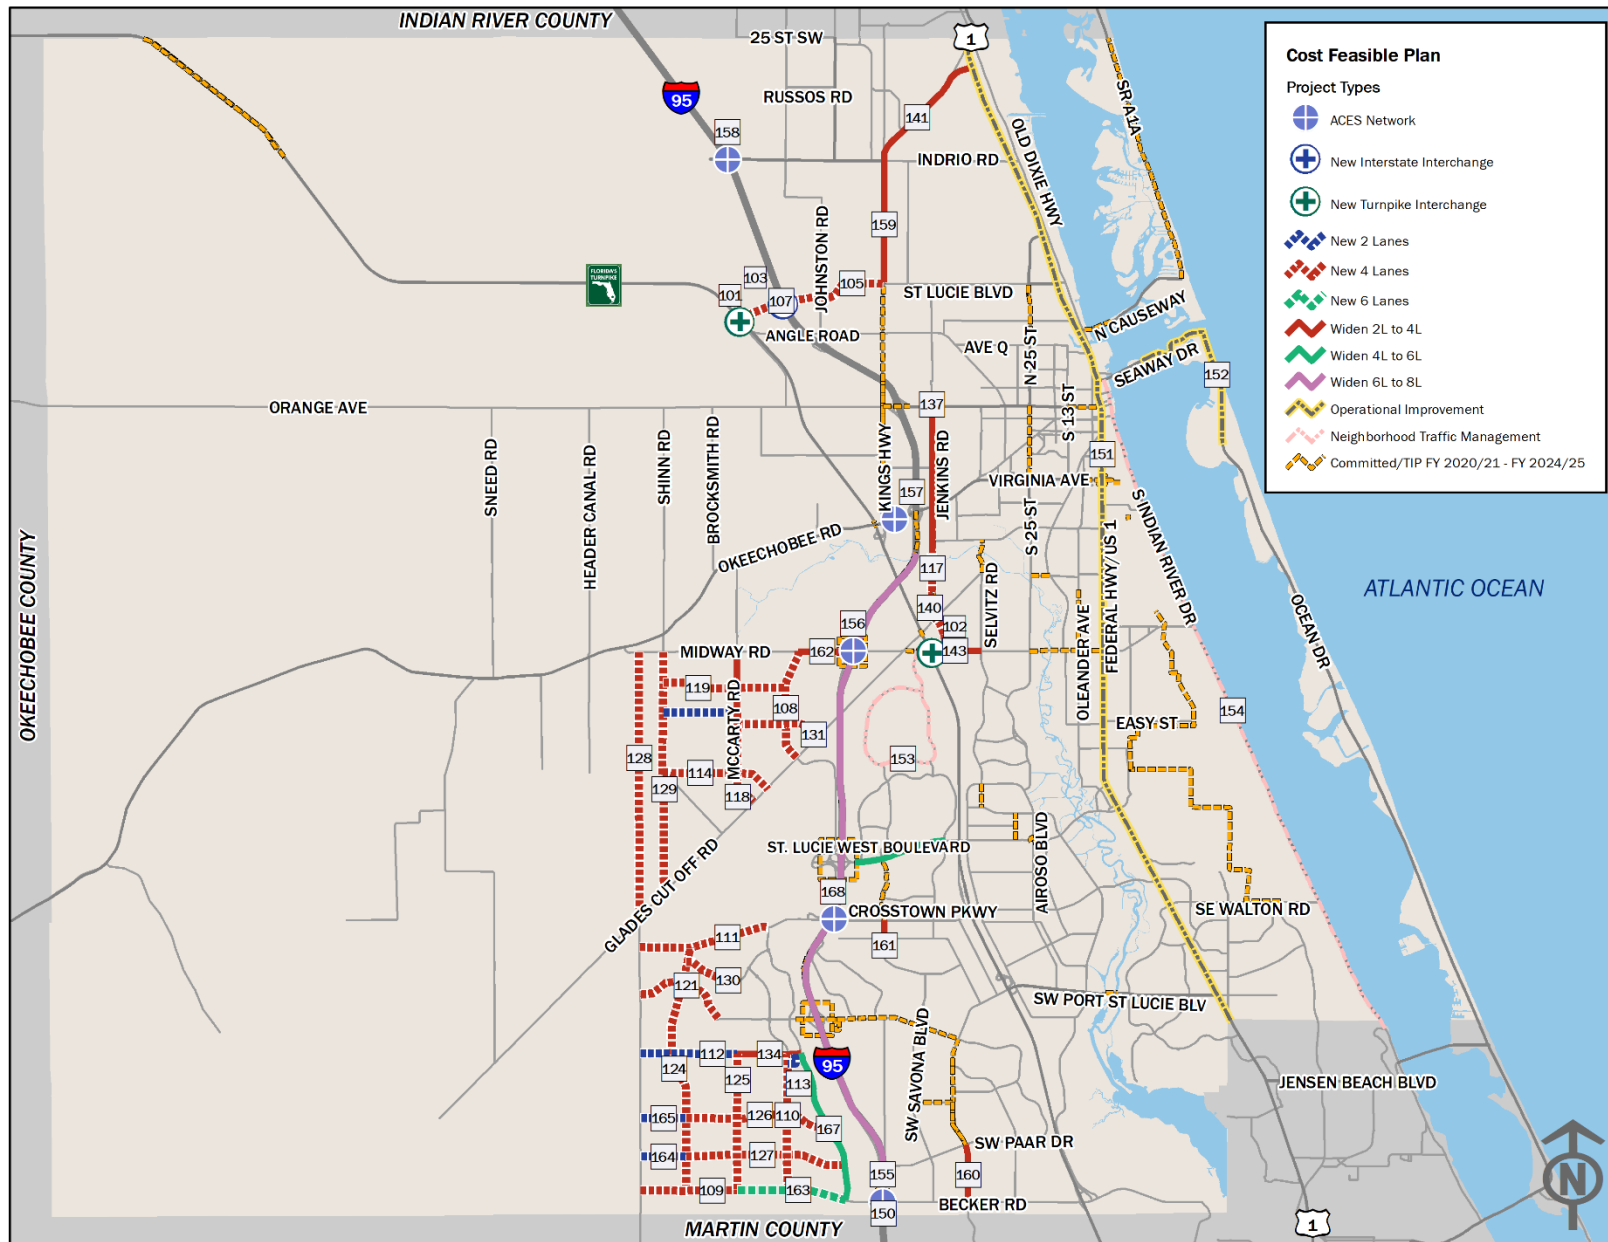 INDIAN RIVER COUNTY
25 ST SW
1
95
RUSSOS RD
141
158
INDRIO RD
OLD DIXIE HWY
SR A1A
JOHNSTON RD
159
FLORIDA'S
TURNPIKE
103
101
107
105
ST LUCIE BLVD
ANGLE ROAD
AVE Q
N 25 ST
N CAUSEWAY
SEAWAY DR
152
ORANGE AVE
137
S 13 ST
SNEED RD
HEADER CANAL RD
SHINN RD
BROCKSMITH RD
KINGS HWY
JENKINS RD
151
157
VIRGINIA AVE
S 25 ST
OKEECHOBEE RD
S INDIAN RIVER DR
OKEECHOBEE COUNTY
117
SELVITZ RD
140
156
102
OLEANDER AVE
FEDERAL HWY/US 1
ATLANTIC OCEAN
OCEAN DR
MIDWAY RD
162
143
119
MCCARTY RD
108
131
154
EASY ST
128
153
114
129
118
GLADES CUT OFF RD
ST. LUCIE WEST BOULEVARD
AIROSO BLVD
168
CROSSTOWN PKWY
SE WALTON RD
111
161
130
121
SW PORT ST LUCIE BLV
SW SAVONA BLVD
112
134
95
124
125
113
JENSEN BEACH BLVD
165
126
110
167
SW PAAR DR
164
127
155
160
109
163
BECKER RD
150
MARTIN COUNTY
1
N
Cost Feasible Plan
Project Types
ACES Network
New Interstate Interchange
New Turnpike Interchange
New 2 Lanes
New 4 Lanes
New 6 Lanes
Widen 2L to 4L
Widen 4L to 6L
Widen 6L to 8L
Operational Improvement
Neighborhood Traffic Management
Committed/TIP FY 2020/21 - FY 2024/25